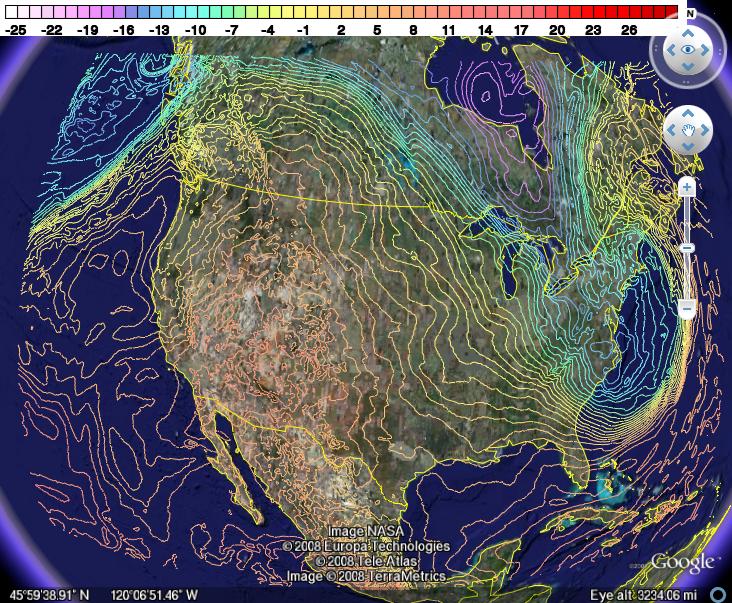 -25 -22 -19 -16 -13 -10 -7 -4 -1 2 5 8 11 14 17 20 23 26
N
Image NASA
© 2008 Europa Technologies
© 2008 Tele Atlas
Image © 2008 TerraMetrics
©2008 Google
45°59'38.91" N 120°06'51.46" W Eye alt 3234.06 mi